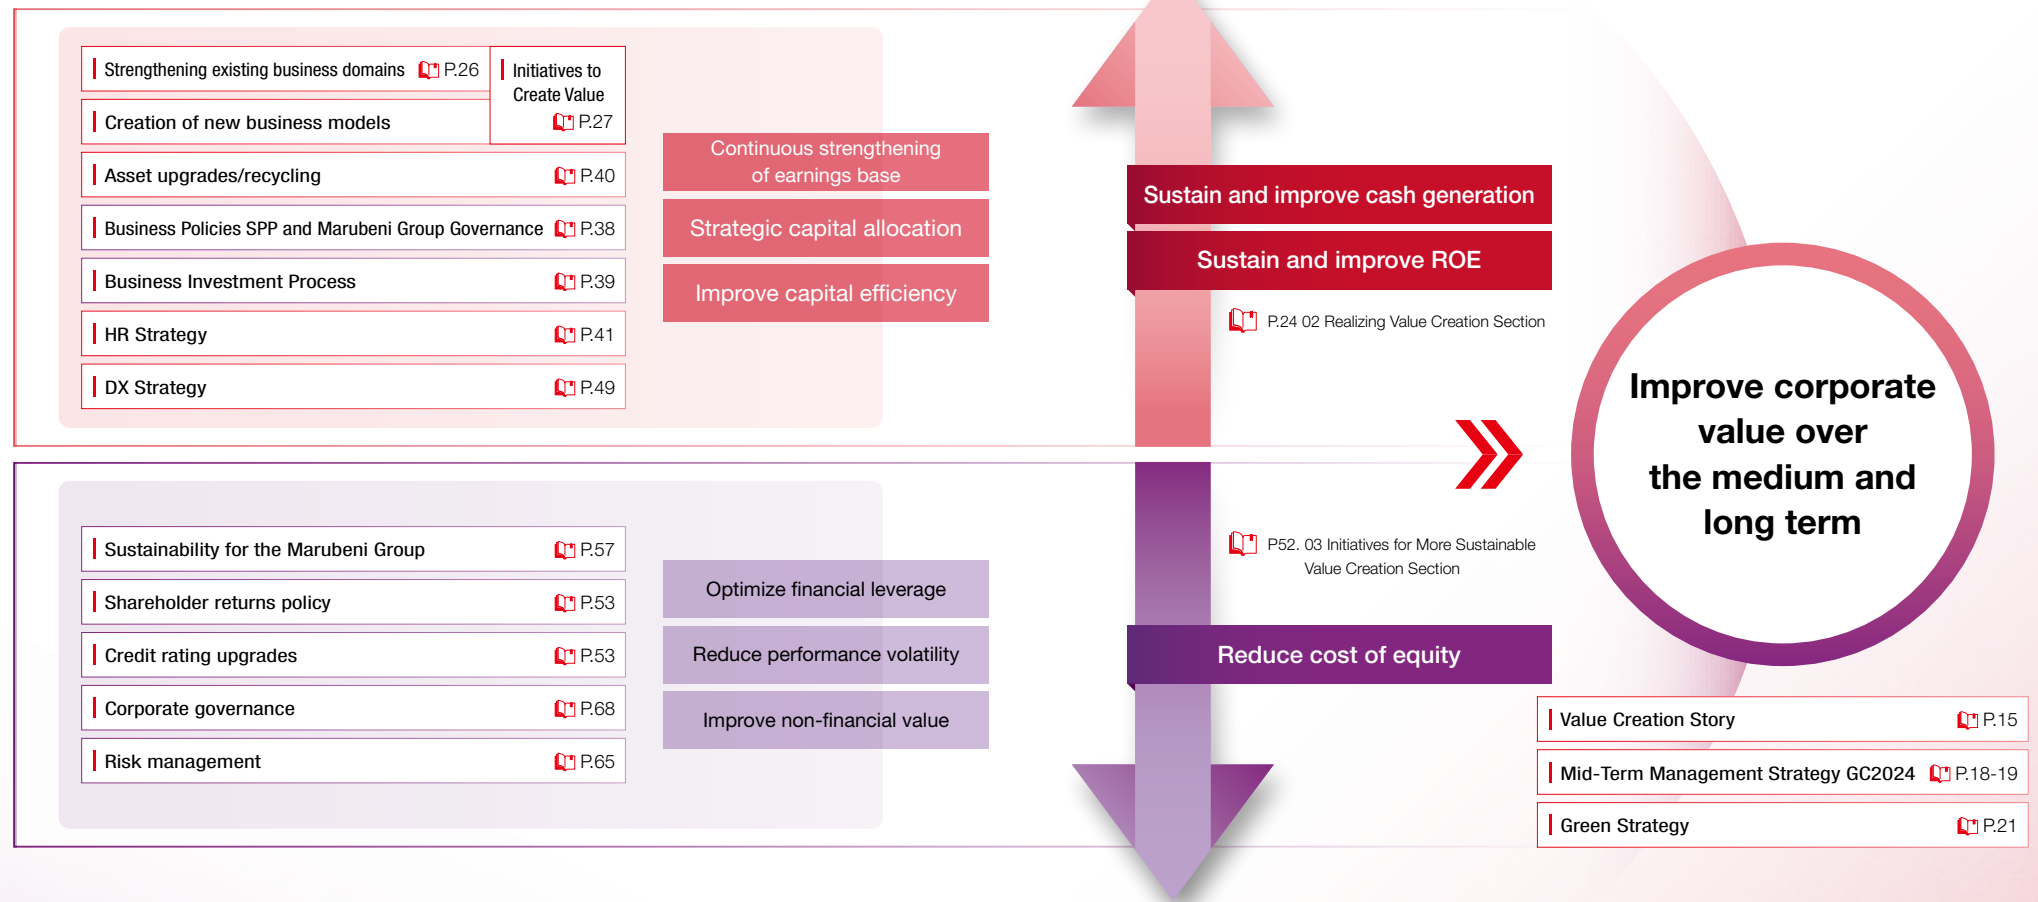 Strengthening existing business domains P.26
Initiatives to
Create Value
P.27
Creation of new business models
Asset upgrades/recycling P.40
Business Policies SPP and Marubeni Group Governance P.38
Business Investment Process P.39
HR Strategy P.41
DX Strategy P.49
Continuous strengthening
of earnings base
Strategic capital allocation
Improve capital efficiency
Sustain and improve cash generation
Sustain and improve ROE
P.24 02 Realizing Value Creation Section
Sustainability for the Marubeni Group P.57
Shareholder returns policy P.53
Credit rating upgrades P.53
Corporate governance P.68
Risk management P.65
Optimize financial leverage
Reduce performance volatility
Improve non-financial value
P52. 03 Initiatives for More Sustainable
Value Creation Section
Reduce cost of equity
Improve corporate
value over
the medium and
long term
Value Creation Story P.15
Mid-Term Management Strategy GC2024 P.18-19
Green Strategy P.21